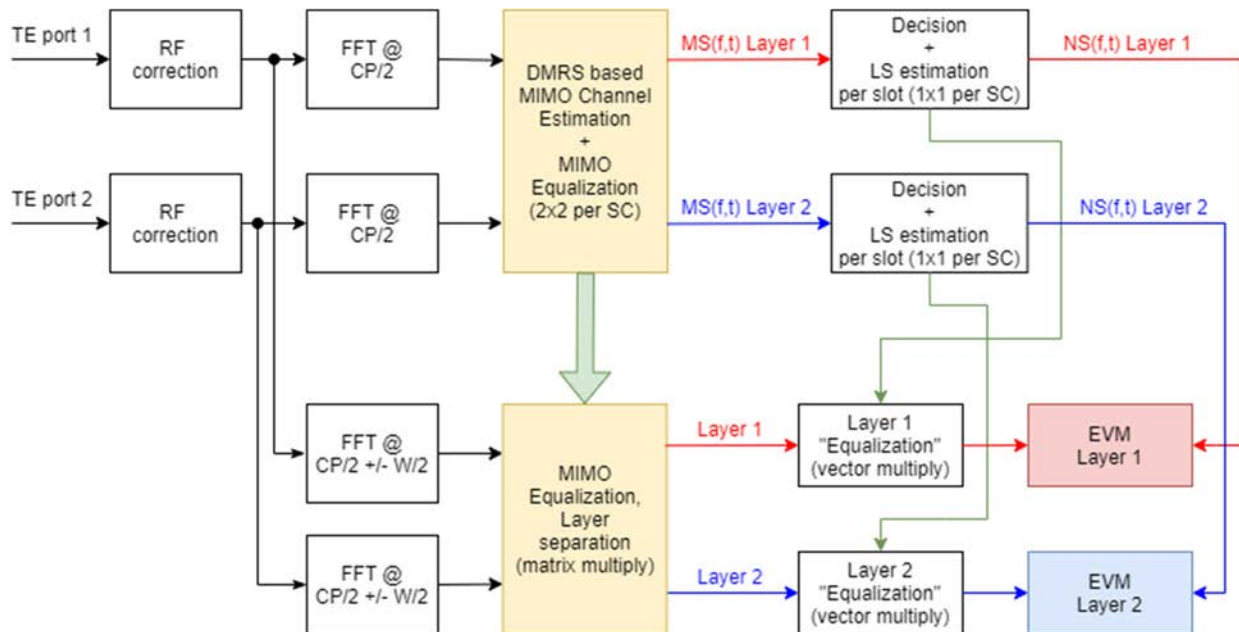 TE port 1
RF
correction
FFT @
CP/2
DMRS based
MIMO Channel
Estimation
+
MIMO
Equalization
(2x2 per SC)
MS(f,t) Layer 1
Decision
+
LS estimation
per slot (1x1 per SC)
NS(f,t) Layer 1
TE port 2
RF
correction
FFT @
CP/2
MS(f,t) Layer 2
Decision
+
LS estimation
per slot (1x1 per SC)
NS(f,t) Layer 2
FFT @
CP/2 +/- W/2
MIMO
Equalization,
Layer
separation
(matrix multiply)
Layer 1
Layer 1
"Equalization"
(vector multiply)
EVM
Layer 1
FFT @
CP/2 +/- W/2
Layer 2
Layer 2
"Equalization"
(vector multiply)
EVM
Layer 2